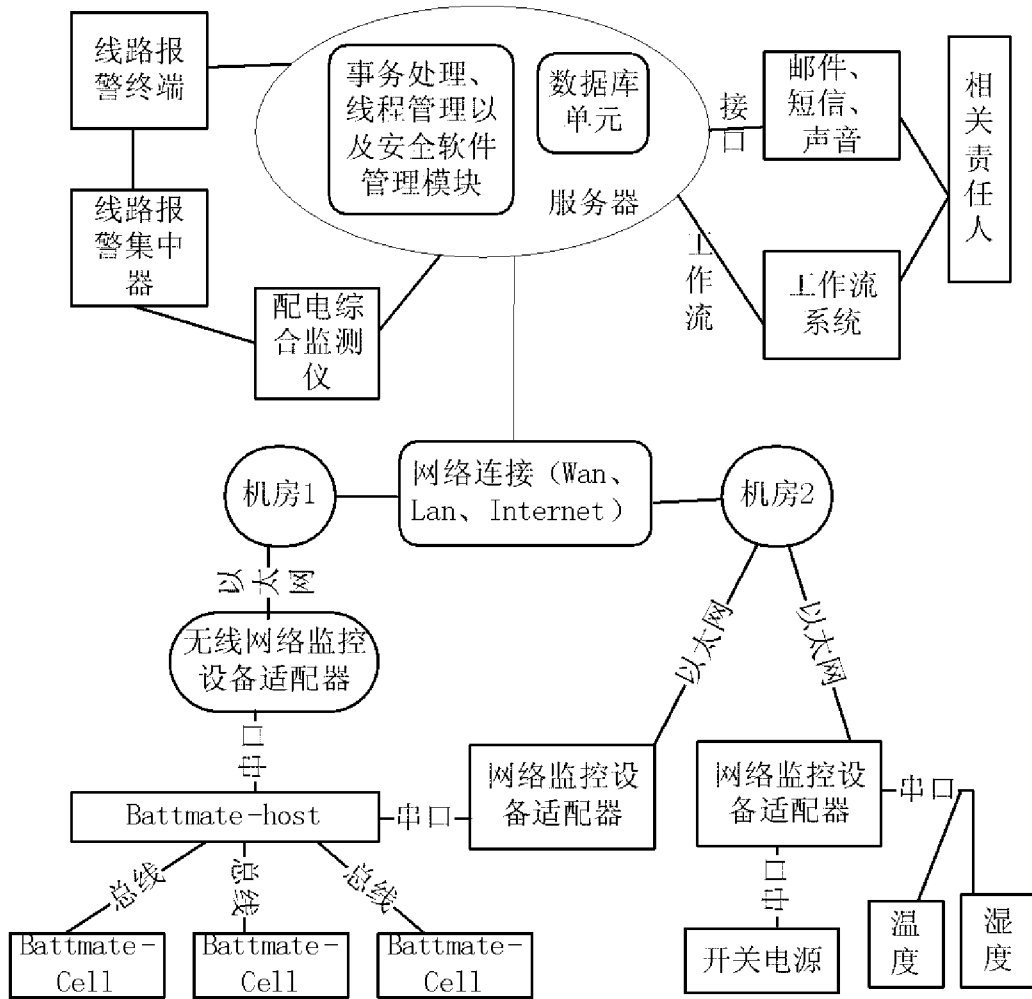 线路报
警终端
事务处理、
线程管理以
及安全软件
管理模块
数据库
单元
服务器
接口
邮件、
短信、
声音
相关责任人
线路报
警集中
器
配电综
合监测
仪
工作流
工作流
系统
机房1
网络连接（Wan、
Lan、Internet）
机房2
以太网
无线网络监控
设备适配器
以太网
以太网
串口
网络监控设
备适配器
网络监控设
备适配器
串口
Battmate-host
串口
总线
总线
总线
串口
Battmate-
Cell
Battmate-
Cell
Battmate-
Cell
开关电源
温度
湿度